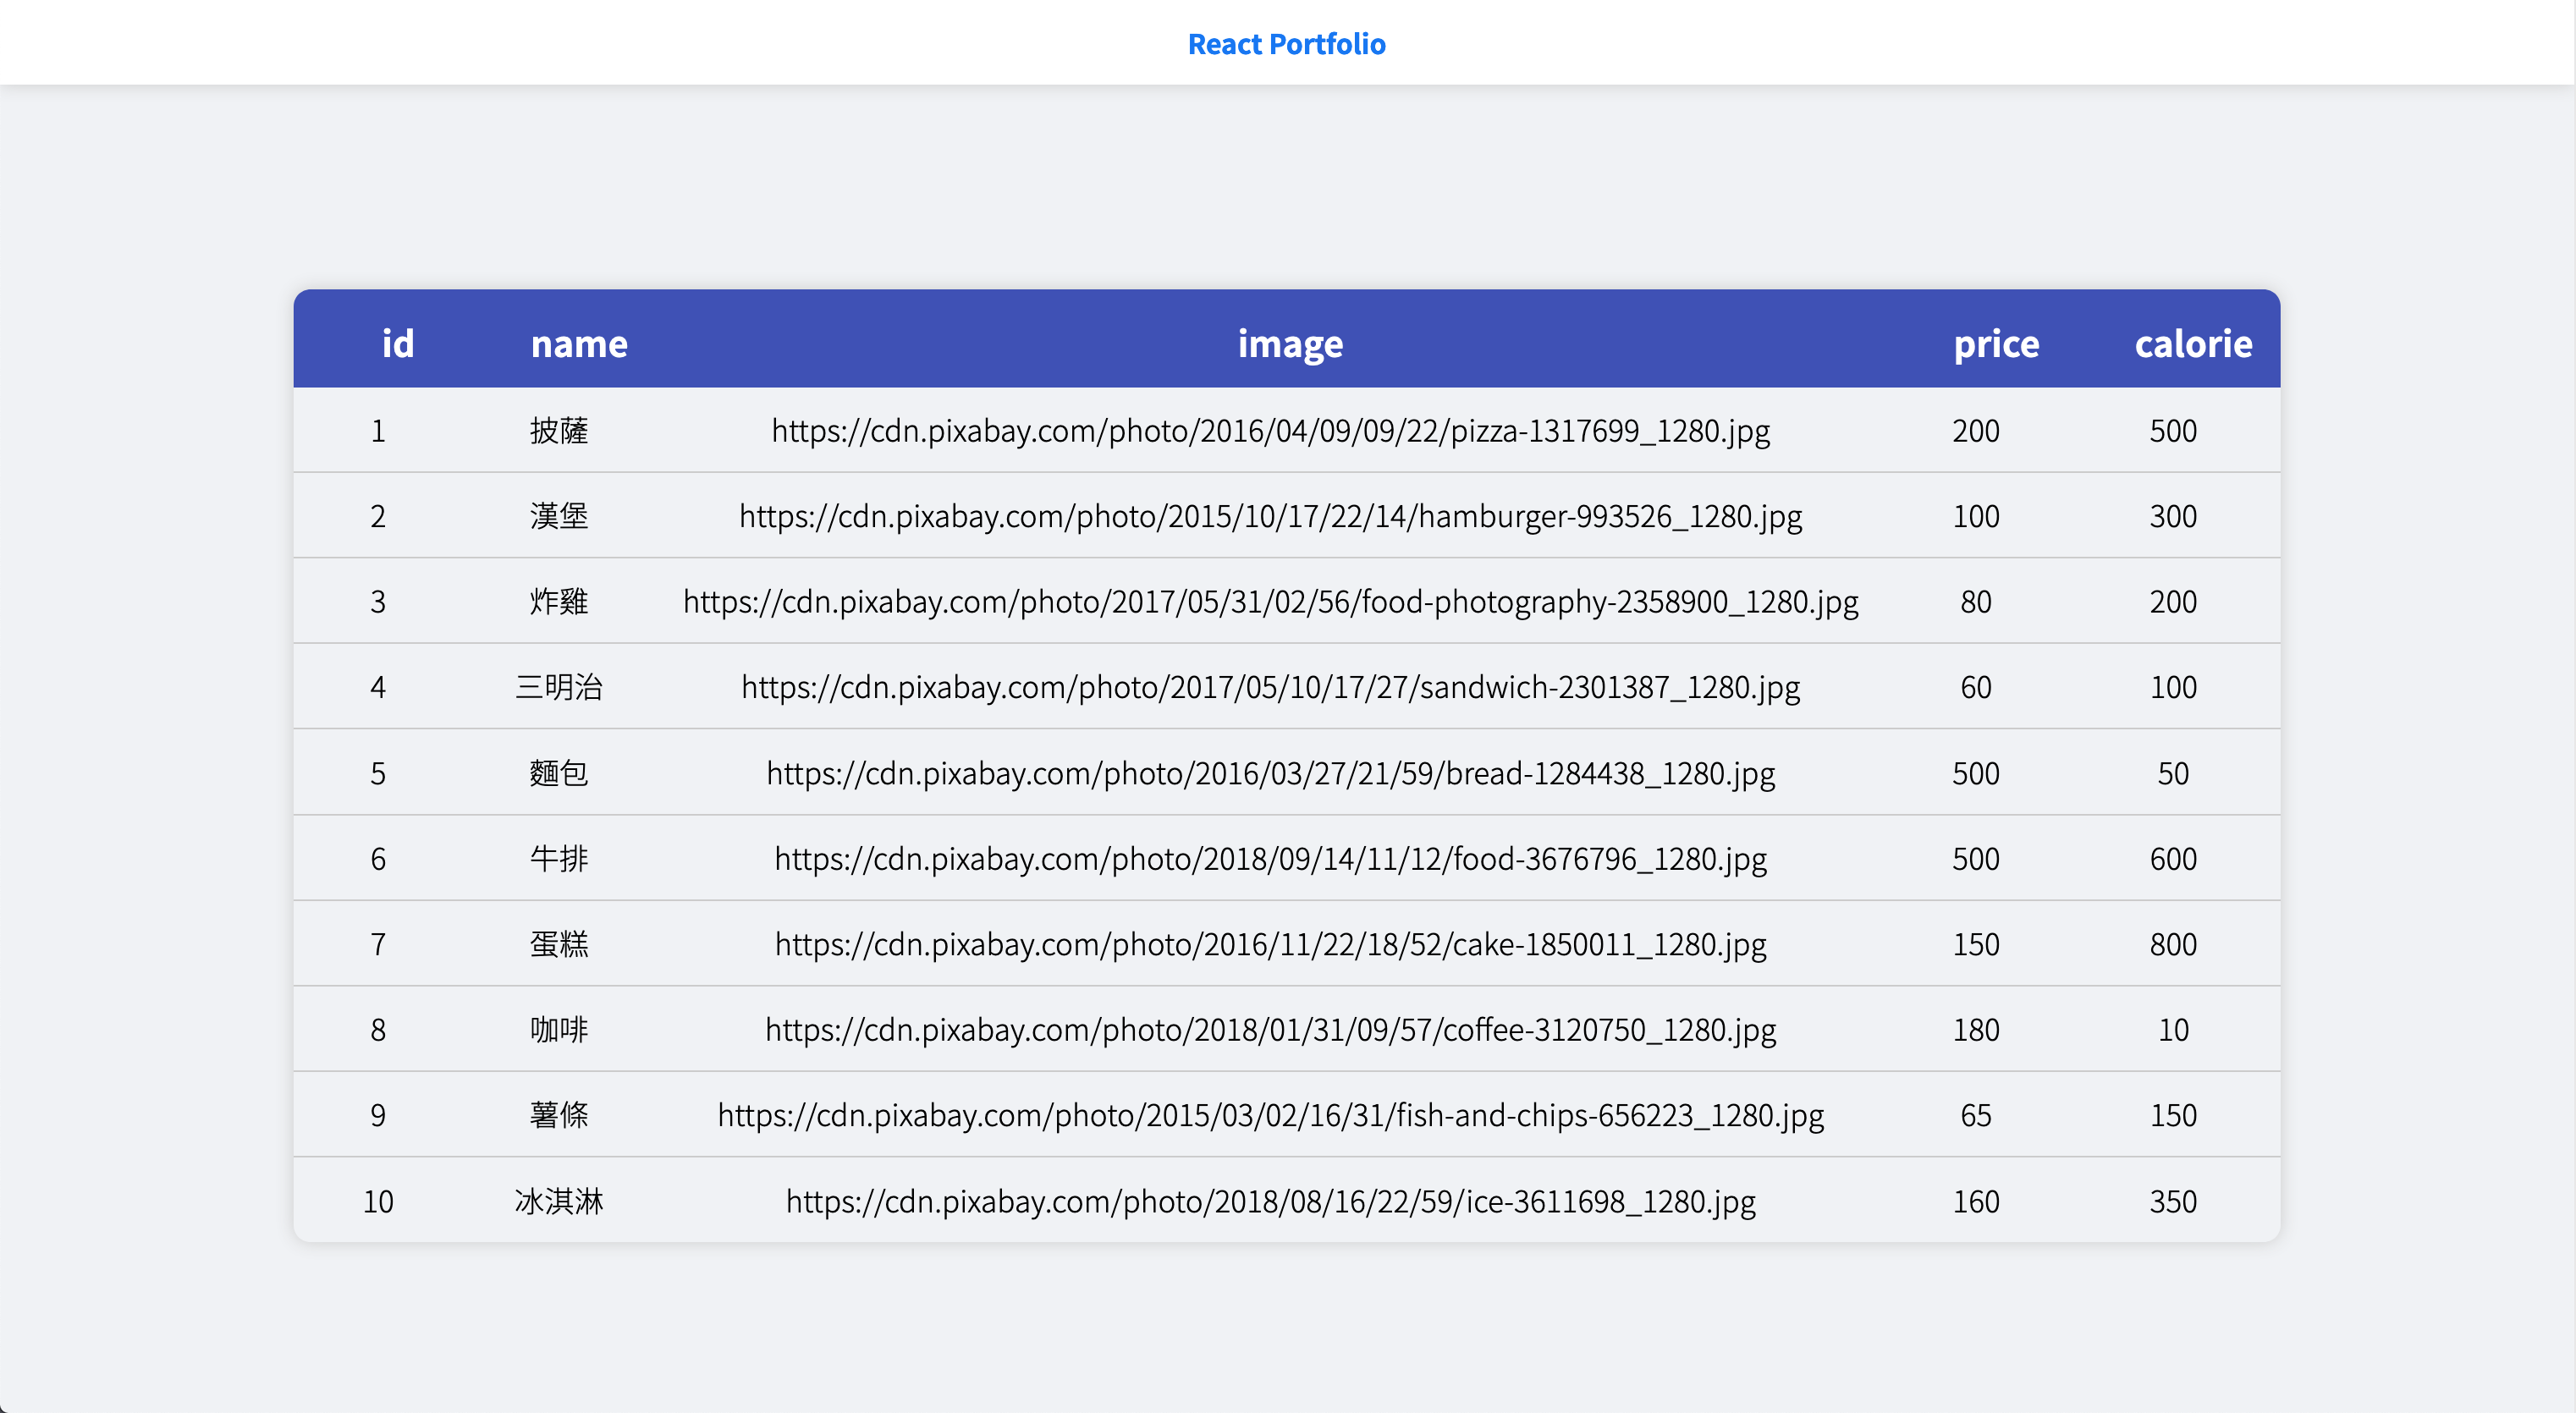 React Portfolio
id name image price calorie
1 披薩 https://cdn.pixabay.com/photo/2016/04/09/09/22/pizza-1317699_1280.jpg 200 500
2 漢堡 https://cdn.pixabay.com/photo/2015/10/17/22/14/hamburger-993526_1280.jpg 100 300
3 炸雞 https://cdn.pixabay.com/photo/2017/05/31/02/56/food-photography-2358900_1280.jpg 80 200
4 三明治 https://cdn.pixabay.com/photo/2017/05/10/17/27/sandwich-2301387_1280.jpg 60 100
5 麵包 https://cdn.pixabay.com/photo/2016/03/27/21/59/bread-1284438_1280.jpg 500 50
6 牛排 https://cdn.pixabay.com/photo/2018/09/14/11/12/food-3676796_1280.jpg 500 600
7 蛋糕 https://cdn.pixabay.com/photo/2016/11/22/18/52/cake-1850011_1280.jpg 150 800
8 咖啡 https://cdn.pixabay.com/photo/2018/01/31/09/57/coffee-3120750_1280.jpg 180 10
9 薯條 https://cdn.pixabay.com/photo/2015/03/02/16/31/fish-and-chips-656223_1280.jpg 65 150
10 冰淇淋 https://cdn.pixabay.com/photo/2018/08/16/22/59/ice-3611698_1280.jpg 160 350